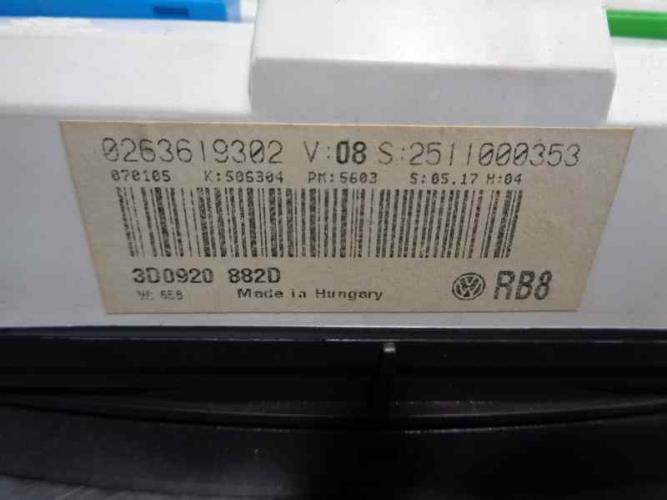 0263619302 V:08 S:2511000353
070105 K:506304 PM:5603 S:05.17 H:04
3D0920 882D
Made in Hungary
RB8